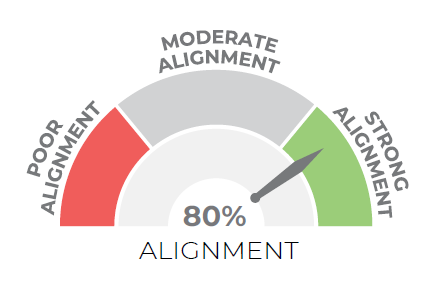 MODERATE
ALIGNMENT
POOR
ALIGNMENT
STRONG
ALIGNMENT
80%
ALIGNMENT